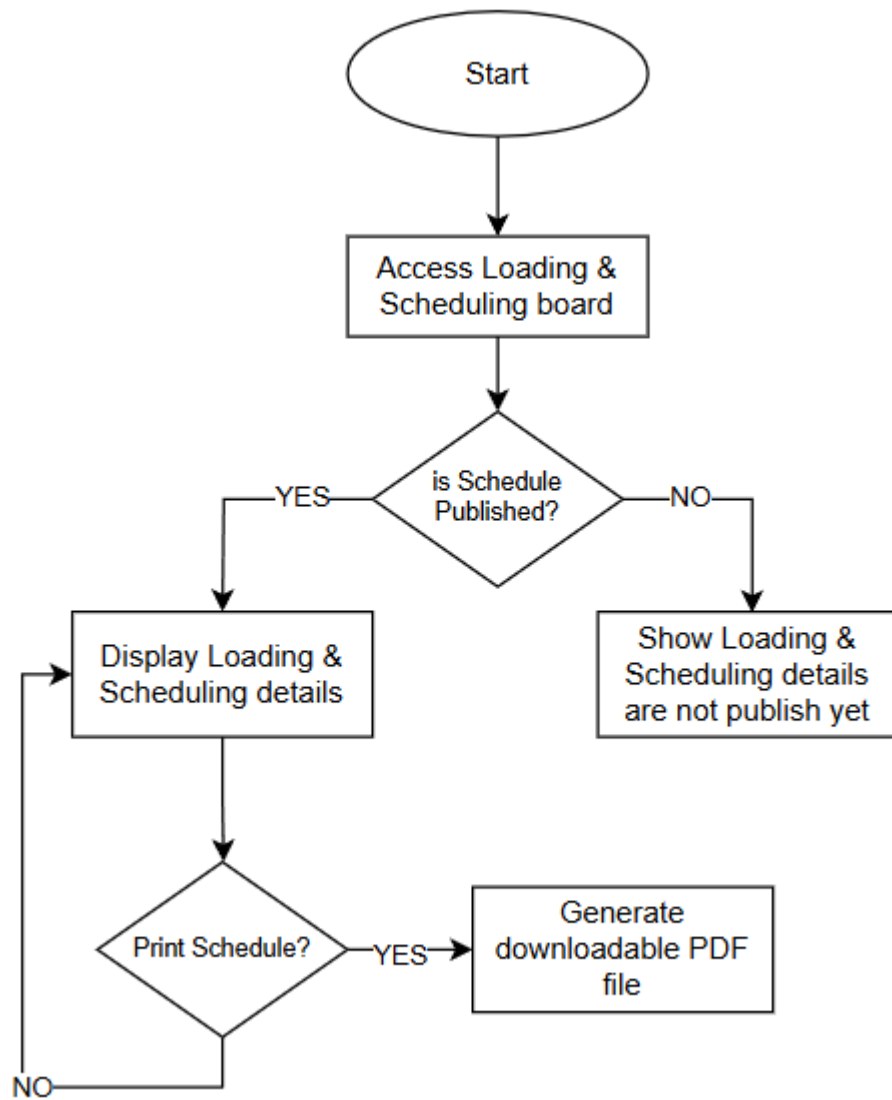 Start
Access Loading &
Scheduling board
is Schedule
Published?
YES
NO
Display Loading &
Scheduling details
Show Loading &
Scheduling details
are not publish yet
Print Schedule?
YES
Generate
downloadable PDF
file
NO